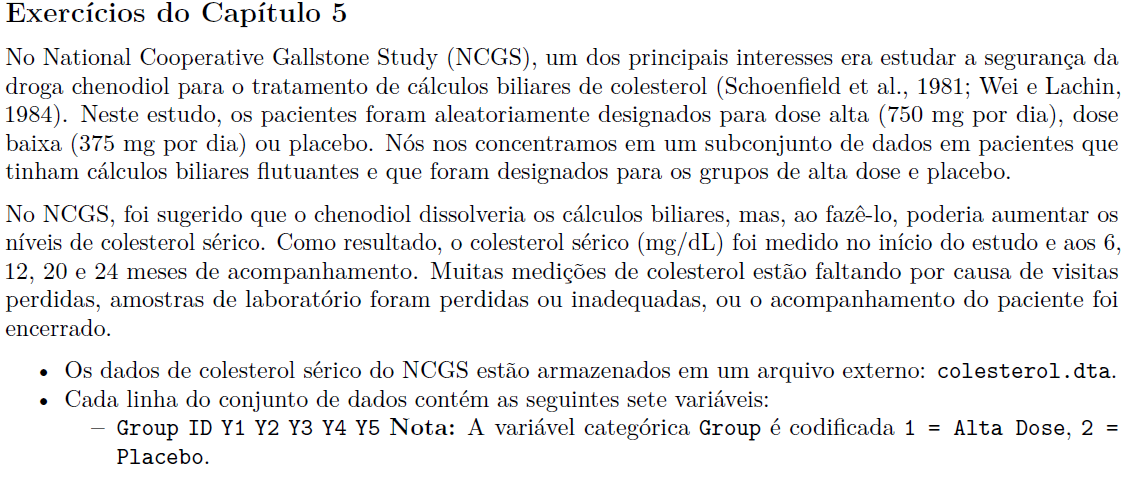 Exercícios do Capítulo 5
No National Cooperative Gallstone Study (NCGS), um dos principais interesses era estudar a segurança da
droga chenodiol para o tratamento de cálculos biliares de colesterol (Schoenfield et al., 1981; Wei e Lachin,
1984). Neste estudo, os pacientes foram aleatoriamente designados para dose alta (750 mg por dia), dose
baixa (375 mg por dia) ou placebo. Nós nos concentramos em um subconjunto de dados em pacientes que
tinham cálculos biliares flutuantes e que foram designados para os grupos de alta dose e placebo.
No NCGS, foi sugerido que o chenodiol dissolveria os cálculos biliares, mas, ao fazê-lo, poderia aumentar os
níveis de colesterol sérico. Como resultado, o colesterol sérico (mg/dL) foi medido no início do estudo e aos 6,
12, 20 e 24 meses de acompanhamento. Muitas medições de colesterol estão faltando por causa de visitas
perdidas, amostras de laboratório foram perdidas ou inadequadas, ou o acompanhamento do paciente foi
encerrado.
• Os dados de colesterol sérico do NCGS estão armazenados em um arquivo externo: colesterol.dta.
• Cada linha do conjunto de dados contém as seguintes sete variáveis:
– Group ID Y1 Y2 Y3 Y4 Y5 Nota: A variável categórica Group é codificada 1 = Alta Dose, 2 =
Placebo.